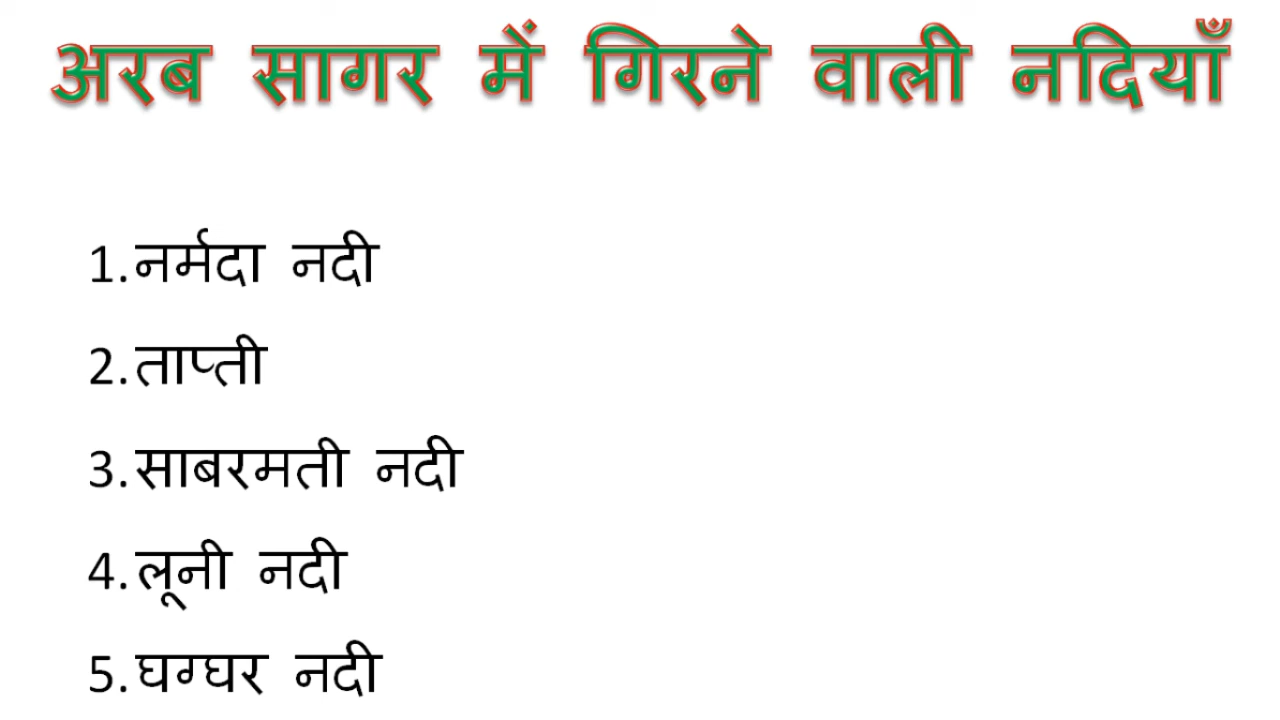 अरब सागर में गिरने वाली नदियाँ
1. नर्मदा नदी
2. ताप्ती
3. साबरमती नदी
4. लूनी नदी
5. घग्घर नदी